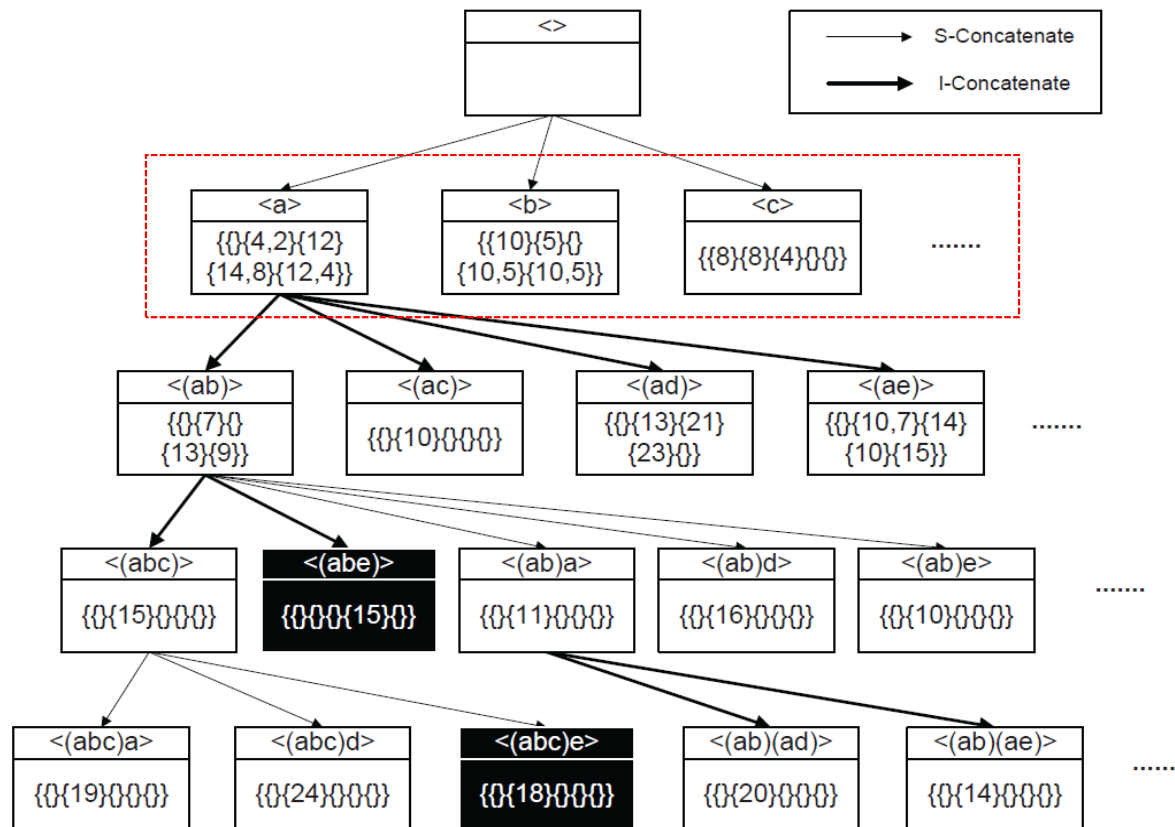 <>
S-Concatenate
I-Concatenate
<a>
{{}{4,2}{12}
{14,8}{12,4}}
<b>
{{10}{5}{}
{10,5}{10,5}}
<c>
{{8}{8}{4}{}{}}
.......
<(ab)>
{{}{7}{}
{13}{9}}
<(ac)>
{{}{10}{}{}{}}
<(ad)>
{{}{13}{21}
{23}{}}
<(ae)>
{{}{10,7}{14}
{10}{15}}
.......
<(abc)>
{{}{15}{}{}{}}
<(abe)>
{{}{}{}{15}{}}
<(ab)a>
{{}{11}{}{}{}}
<(ab)d>
{{}{16}{}{}{}}
<(ab)e>
{{}{10}{}{}{}}
.......
<(abc)a>
{{}{19}{}{}{}}
<(abc)d>
{{}{24}{}{}{}}
<(abc)e>
{{}{18}{}{}{}}
<(ab)(ad)>
{{}{20}{}{}{}}
<(ab)(ae)>
{{}{14}{}{}{}}
......